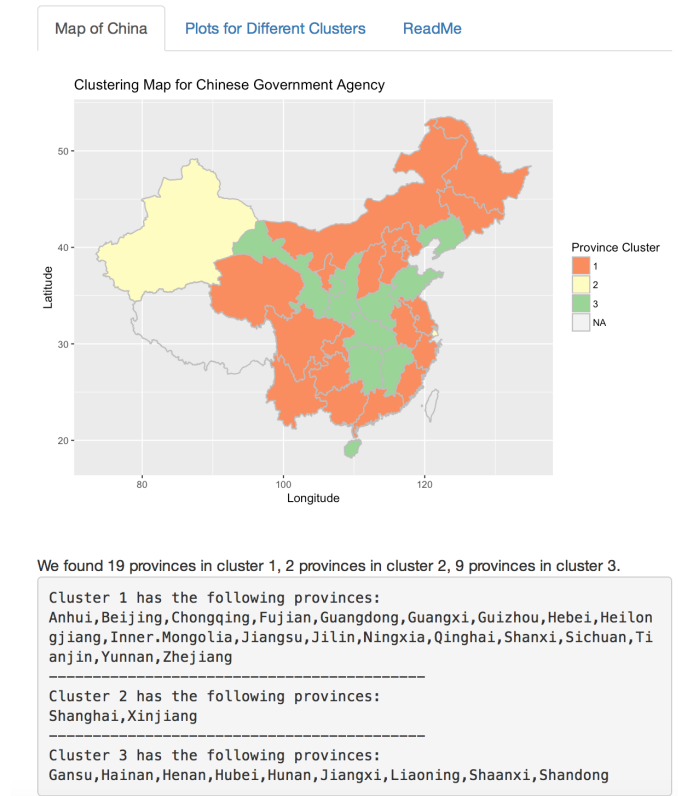 Map of China
Plots for Different Clusters
ReadMe
Clustering Map for Chinese Government Agency
50
40
30
20
Latitude
80
100
120
Longitude
Province Cluster
1
2
3
NA
We found 19 provinces in cluster 1, 2 provinces in cluster 2, 9 provinces in cluster 3.
Cluster 1 has the following provinces:
Anhui,Beijing,Chongqing,Fujian,Guangdong,Guangxi,Guizhou,Hebei,Heilon
gjiang,Inner.Mongolia,Jiangsu,Jilin,Ningxia,Qinghai,Shanxi,Sichuan,Ti
anjin,Yunnan,Zhejiang
------------------------------------------
Cluster 2 has the following provinces:
Shanghai,Xinjiang
------------------------------------------
Cluster 3 has the following provinces:
Gansu,Hainan,Henan,Hubei,Hunan,Jiangxi,Liaoning,Shaanxi,Shandong